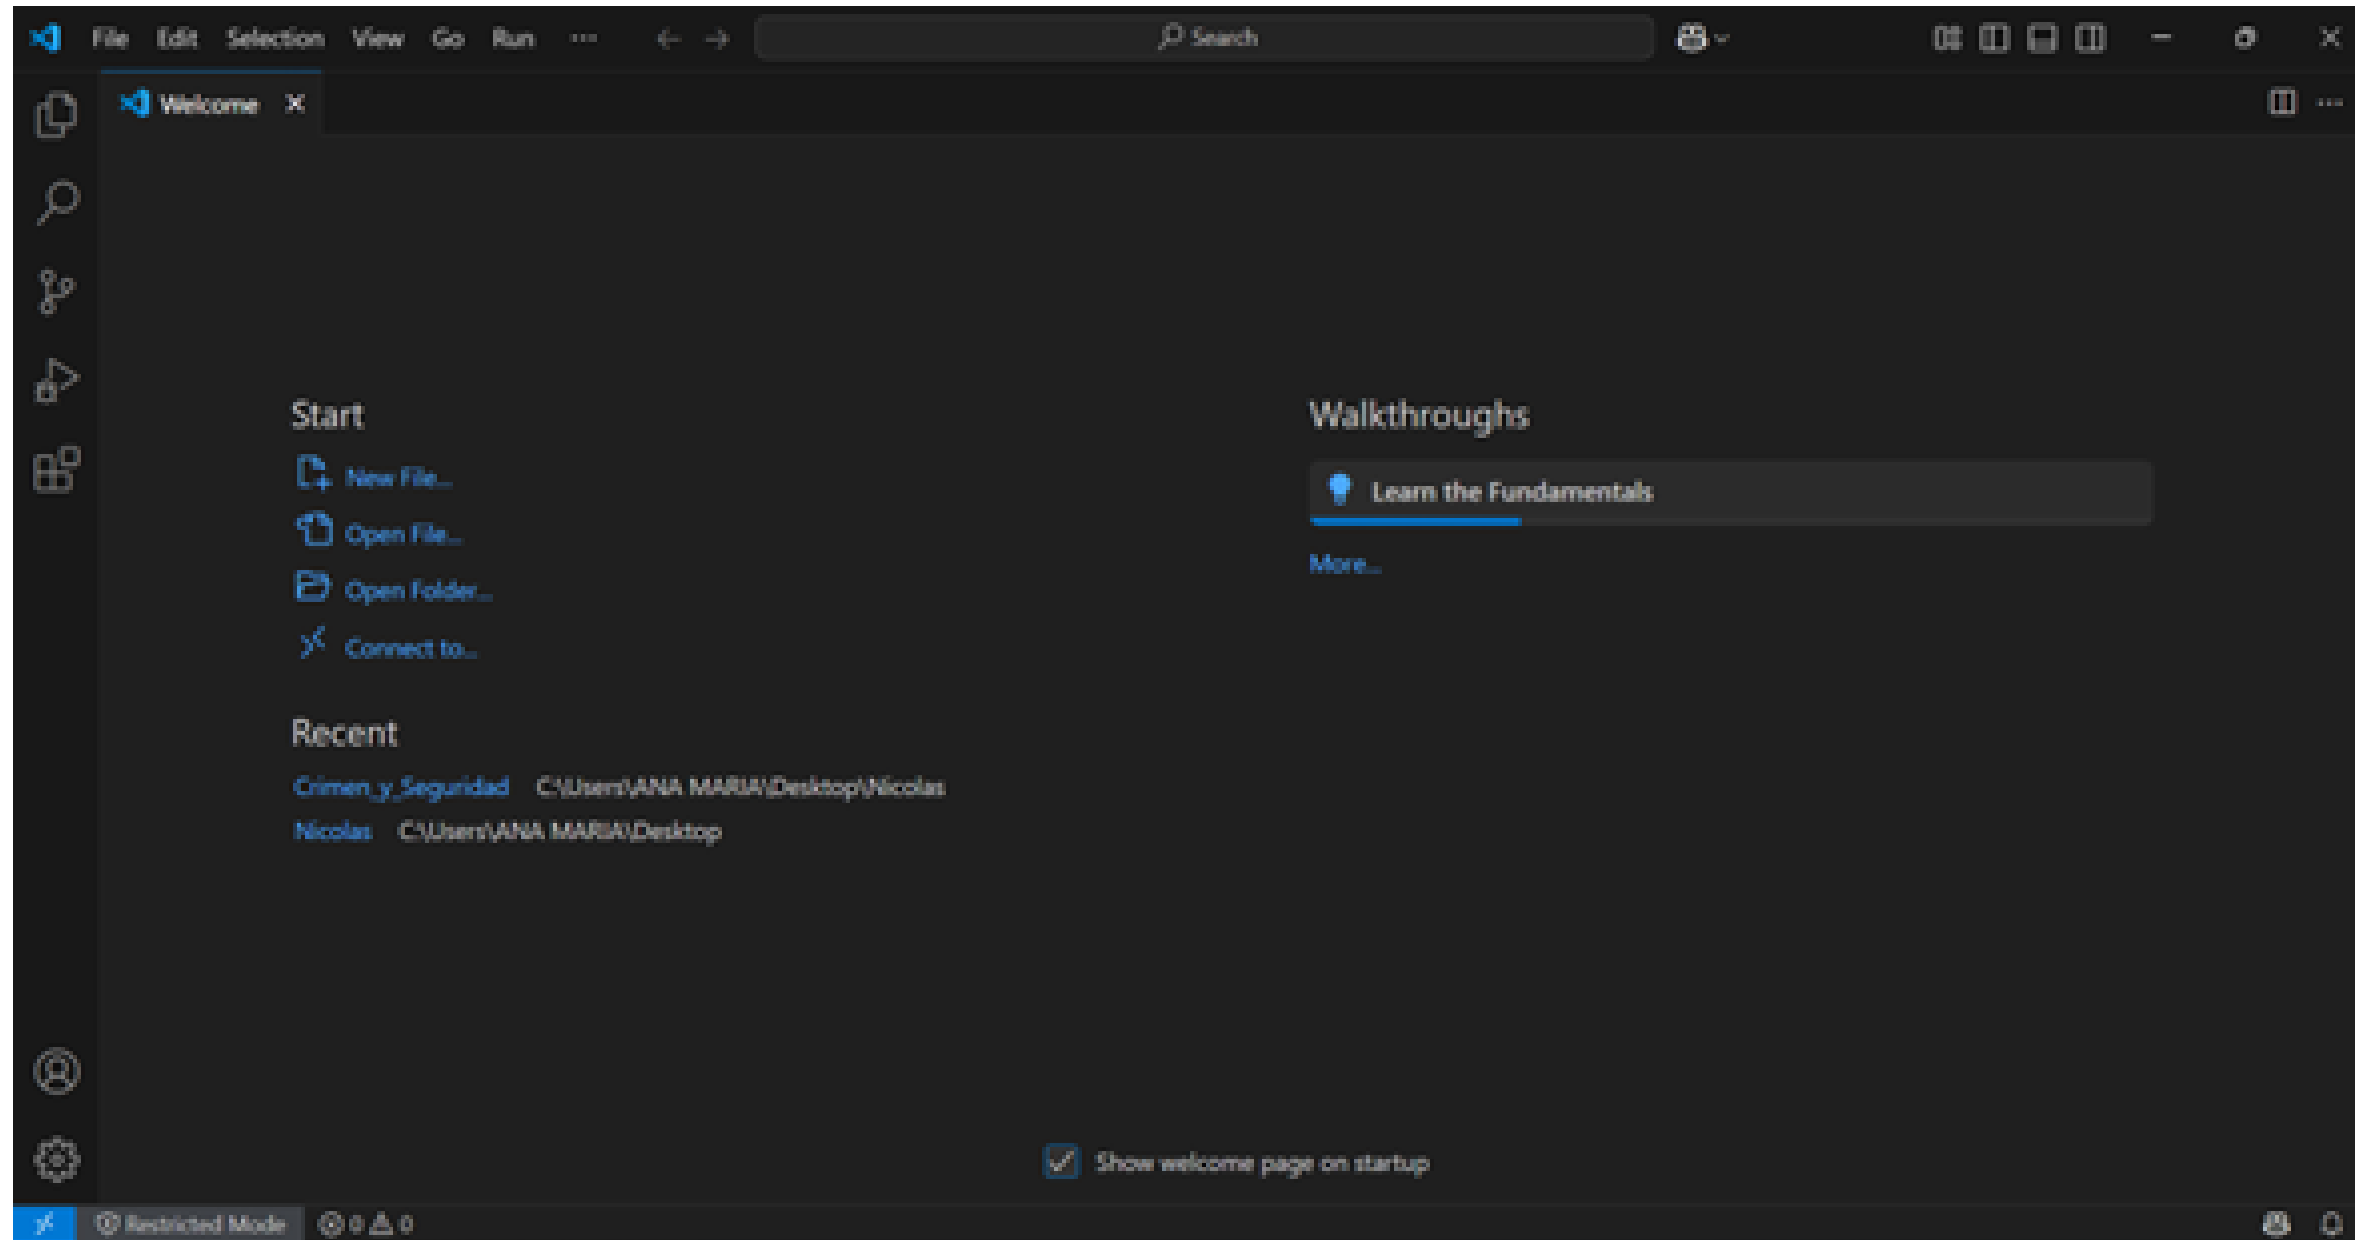 File Edit Selection View Go Run ··· Search
Welcome
Start
New File...
Open File...
Open Folder...
Connect to...
Recent
Crimen_y_Seguridad C:\Users\ANA MARIA\Desktop\Nicolas
Nicolas C:\Users\ANA MARIA\Desktop
Walkthroughs
Learn the Fundamentals
More...
Show welcome page on startup
Restricted Mode 0 0